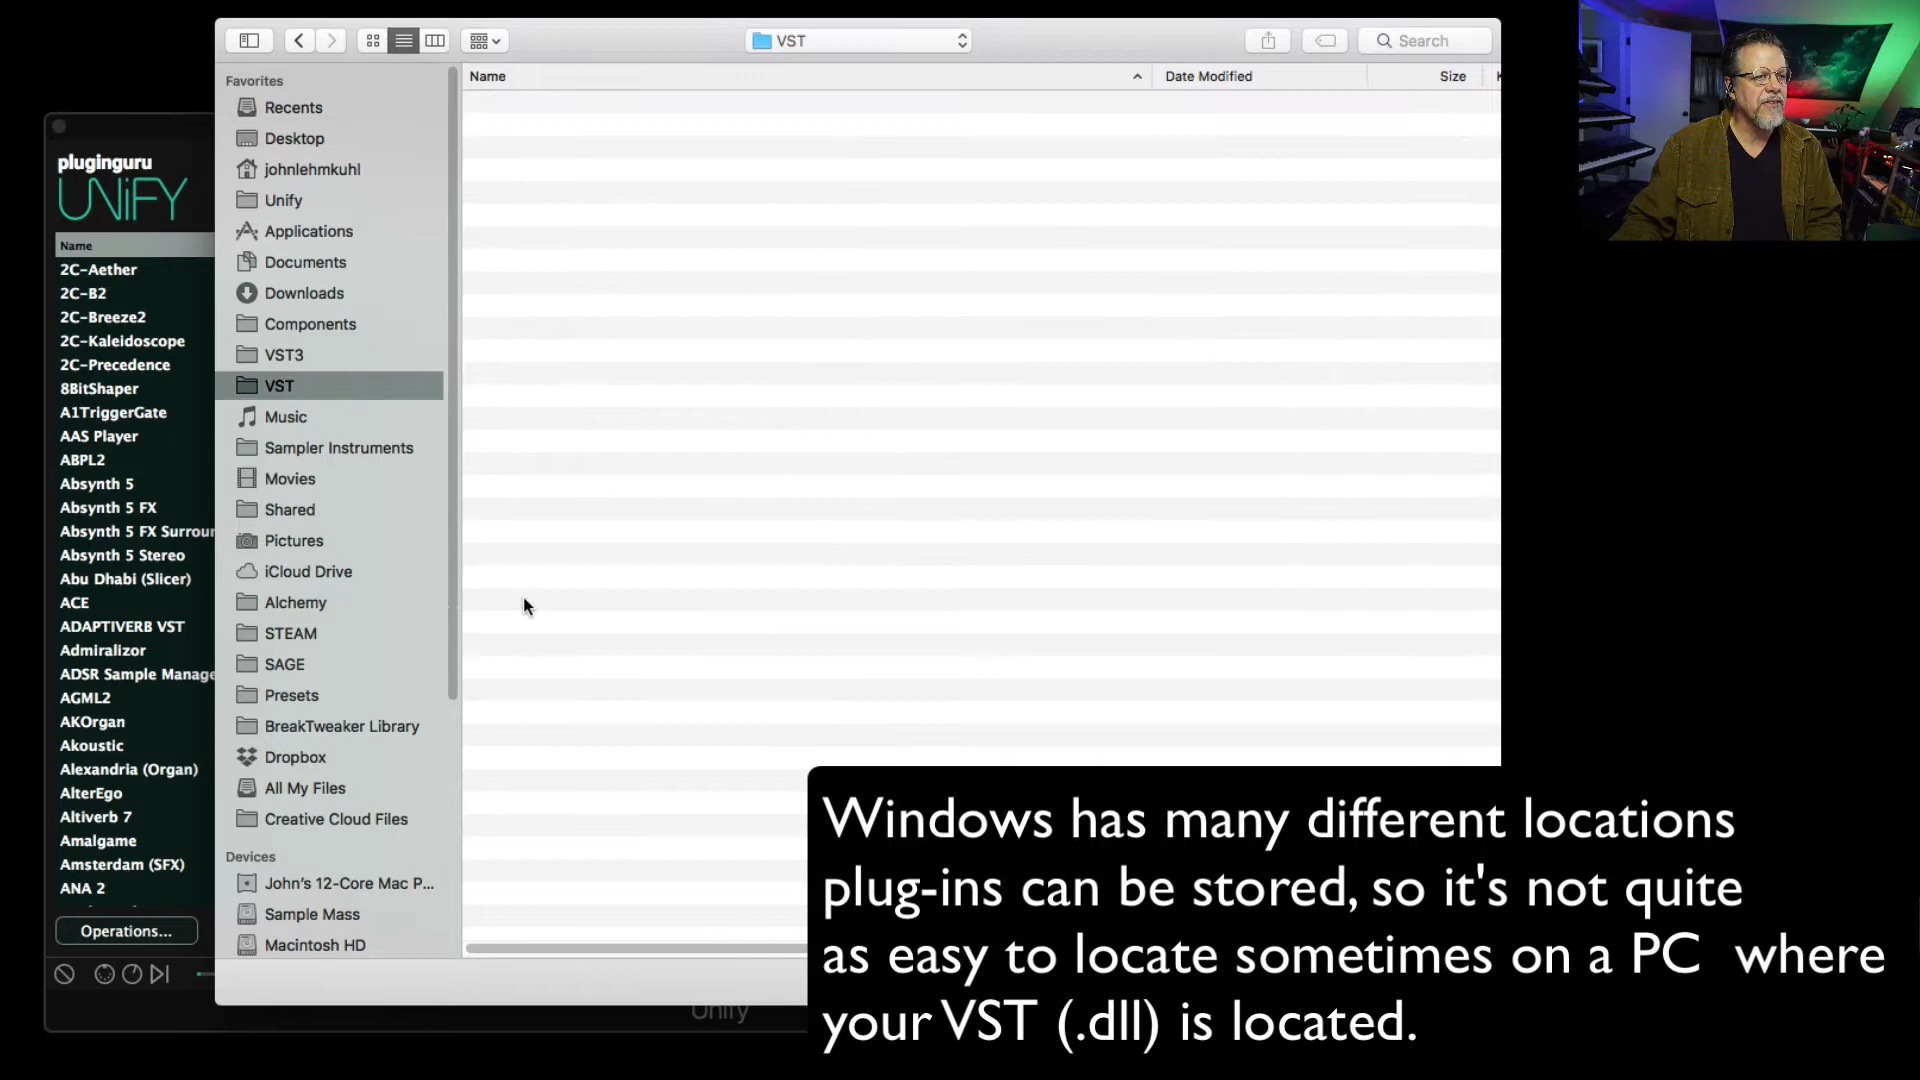 VST
Search
Favorites
Recents
Desktop
johnlehmkuhl
Unify
Applications
Documents
Downloads
Components
VST3
VST
Music
Sampler Instruments
Movies
Shared
Pictures
iCloud Drive
Alchemy
STEAM
SAGE
Presets
BreakTweaker Library
Dropbox
All My Files
Creative Cloud Files
Devices
John's 12-Core Mac P...
Sample Mass
Macintosh HD
Name
Date Modified
Size
pluginguru
UNIFY
Name
2C-Aether
2C-B2
2C-Breeze2
2C-Kaleidoscope
2C-Precedence
8BitShaper
A1TriggerGate
AAS Player
ABPL2
Absynth 5
Absynth 5 FX
Absynth 5 FX Surrour
Absynth 5 Stereo
Abu Dhabi (Slicer)
ACE
ADAPTIVERB VST
Admiralizor
ADSR Sample Manage
AGML2
AKOrgan
Akoustic
Alexandria (Organ)
AlterEgo
Altiverb 7
Amalgame
Amsterdam (SFX)
ANA 2
Operations...
Unify
Windows has many different locations
plug-ins can be stored, so it's not quite
as easy to locate sometimes on a PC where
your VST (.dll) is located.